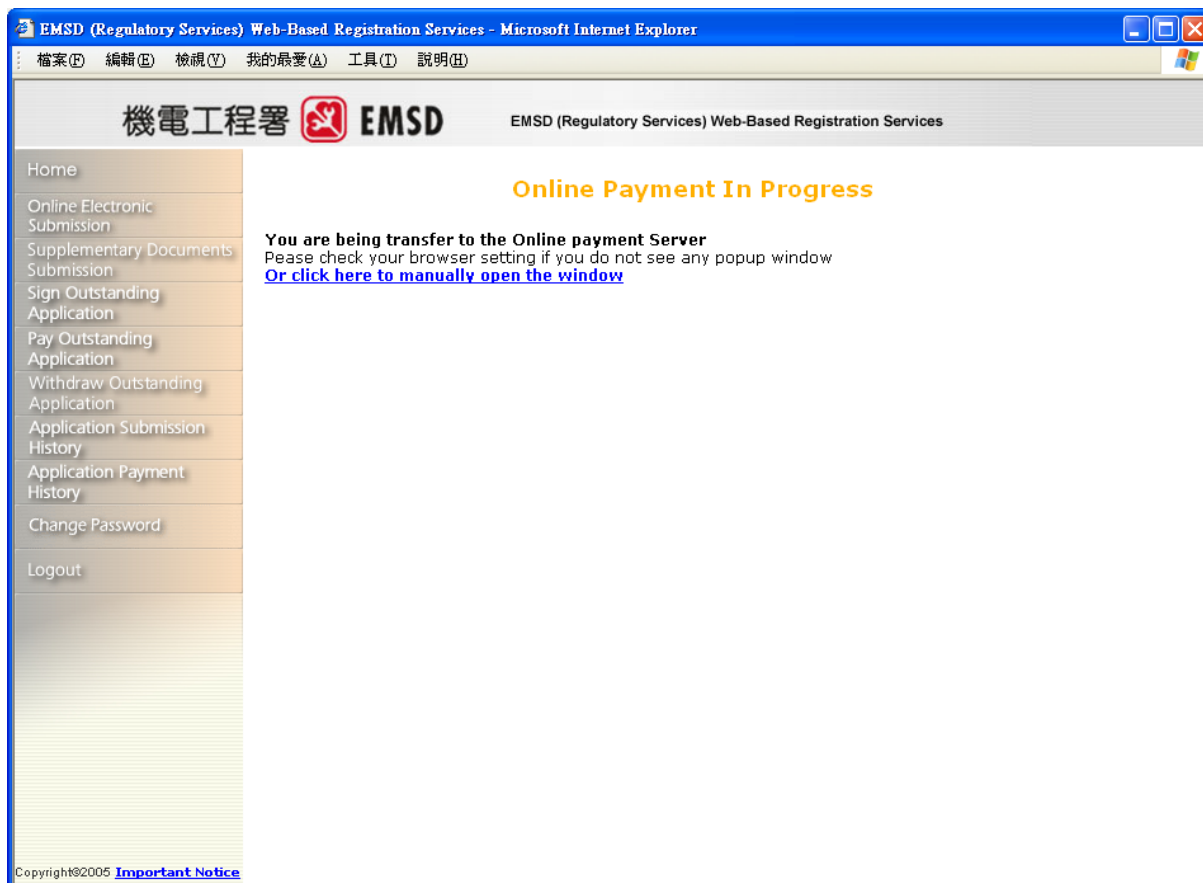 EMSD (Regulatory Services) Web-Based Registration Services - Microsoft Internet Explorer
檔案(F) 編輯(E) 檢視(V) 我的最愛(A) 工具(T) 說明(H)
機電工程署 EMSD
EMSD (Regulatory Services) Web-Based Registration Services
Home
Online Electronic
Submission
Supplementary Documents
Submission
Sign Outstanding
Application
Pay Outstanding
Application
Withdraw Outstanding
Application
Application Submission
History
Application Payment
History
Change Password
Logout
Copyright©2005 Important Notice
Online Payment In Progress
You are being transfer to the Online payment Server
Pease check your browser setting if you do not see any popup window
Or click here to manually open the window